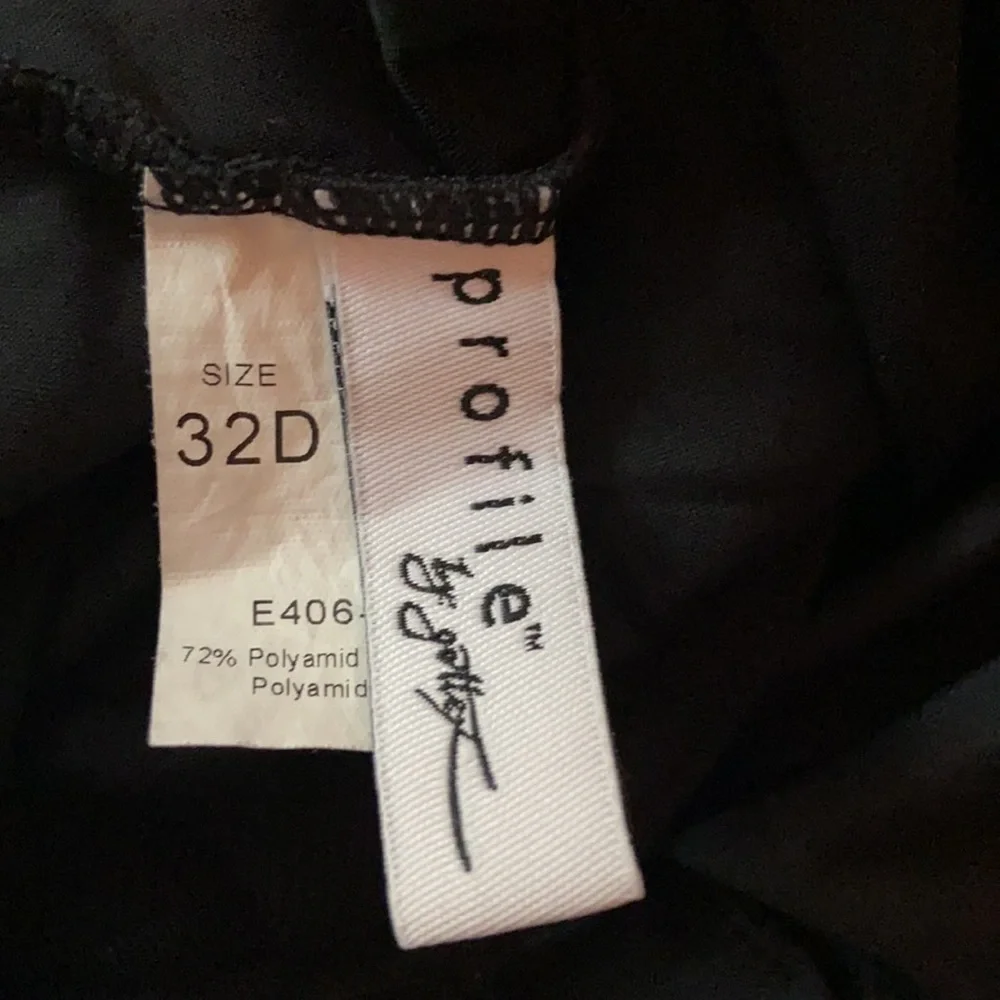 SIZE
32D
E406-
72% Polyamid
Polyamid
profile™
by: gottex